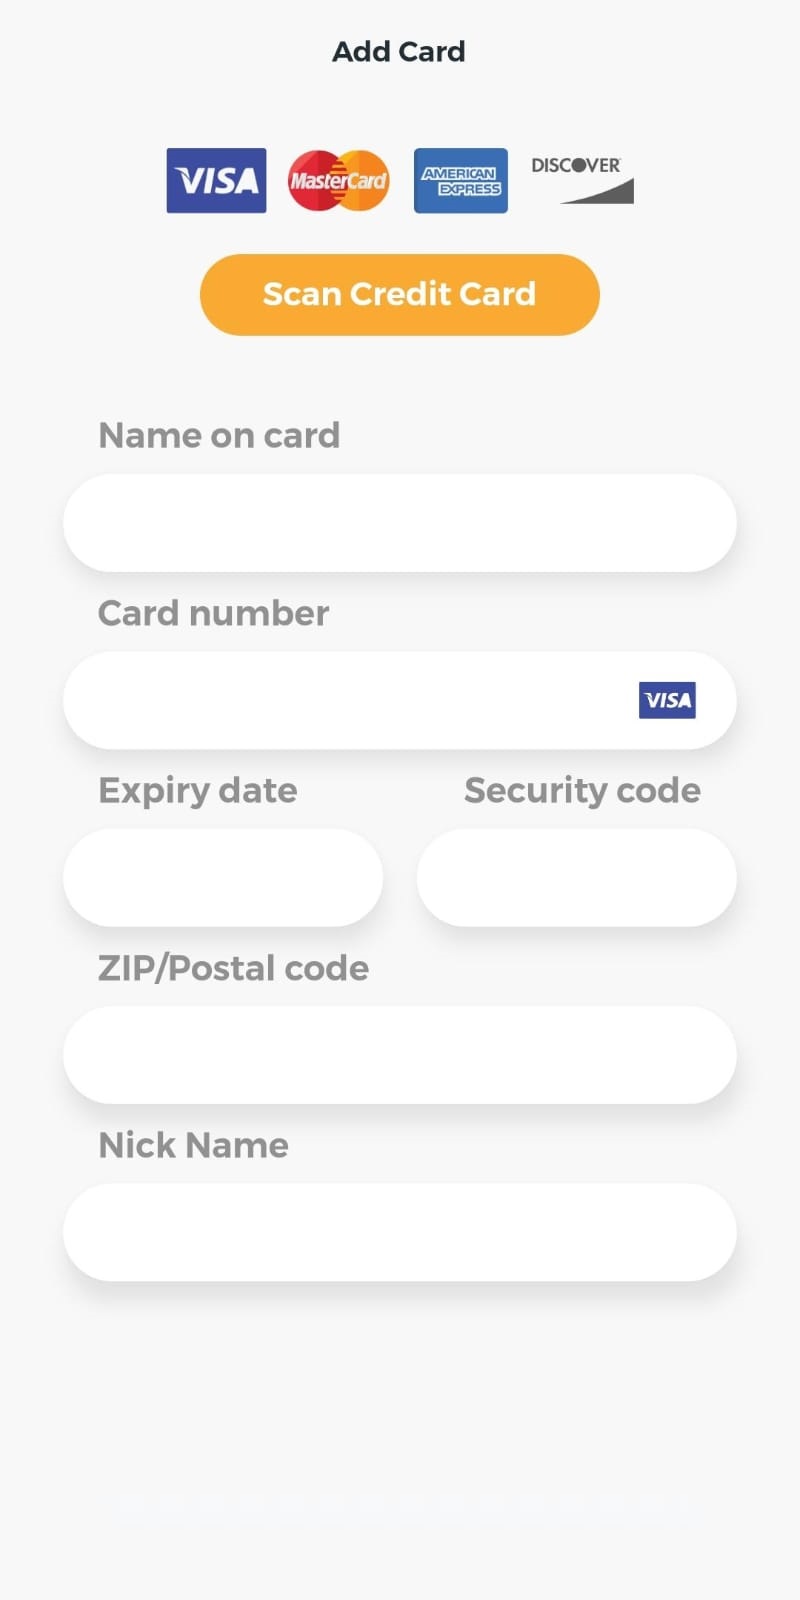 Add Card
VISA MasterCard AMERICAN EXPRESS DISCOVER
Scan Credit Card
Name on card
Card number
VISA
Expiry date Security code
ZIP/Postal code
Nick Name